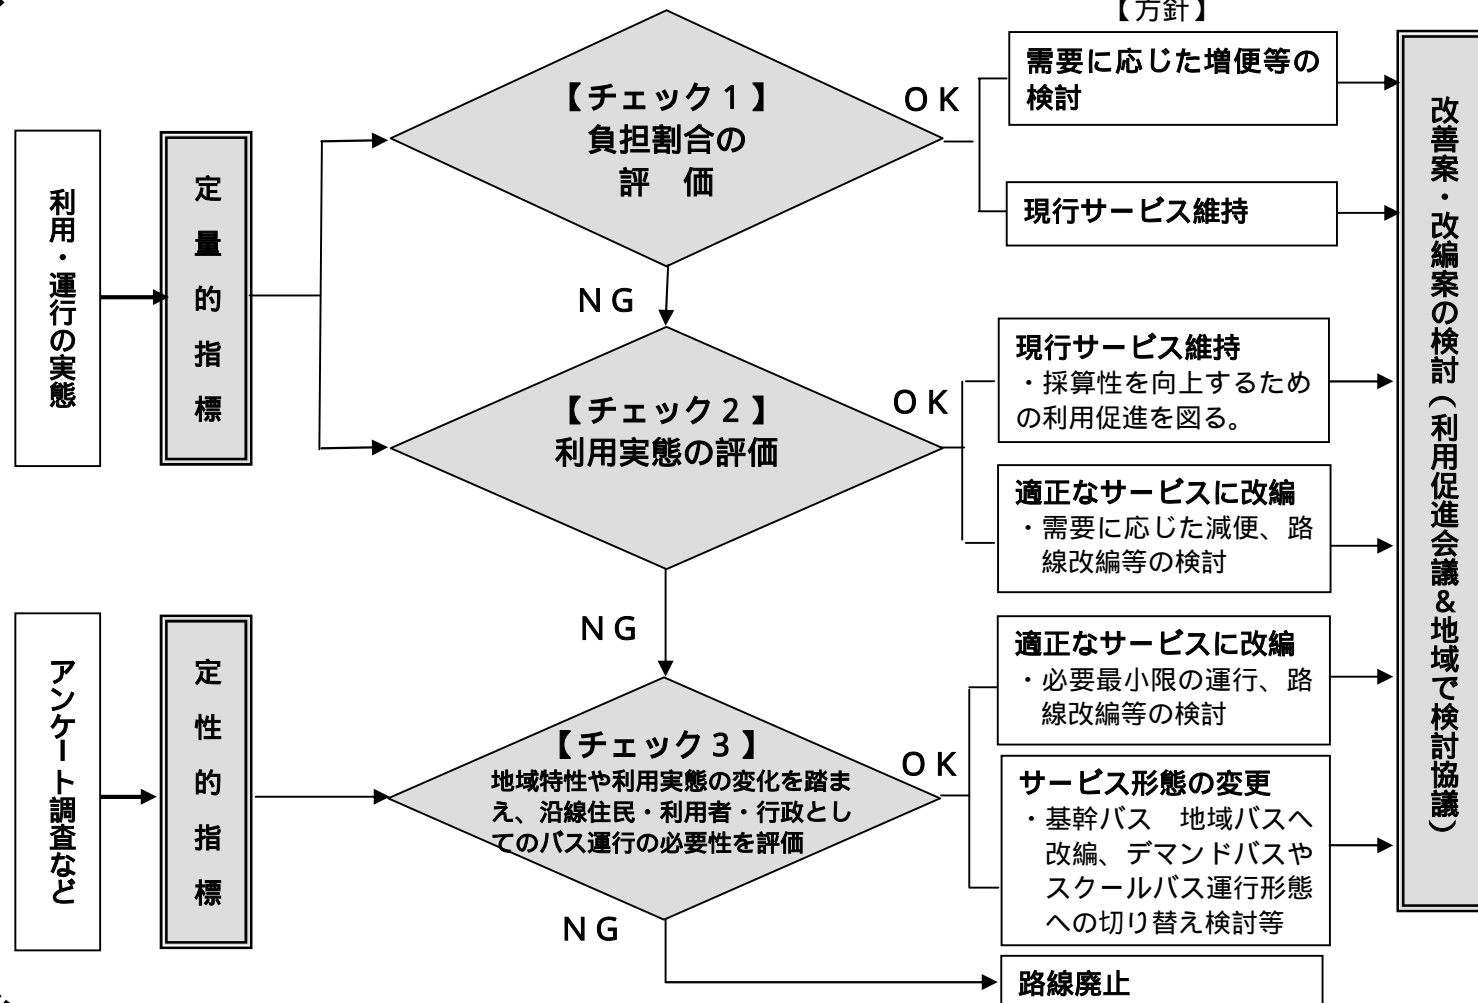 【方針】
利用・運行の実態
定量的指標
【チェック１】
負担割合の
評　価
ＯＫ
需要に応じた増便等の
検討
現行サービス維持
ＮＧ
【チェック２】
利用実態の評価
ＯＫ
現行サービス維持
・採算性を向上するため
の利用促進を図る。
適正なサービスに改編
・需要に応じた減便、路
線改編等の検討
ＮＧ
アンケート調査など
定性的指標
【チェック３】
地域特性や利用実態の変化を踏ま
え、沿線住民・利用者・行政とし
てのバス運行の必要性を評価
ＯＫ
適正なサービスに改編
・必要最小限の運行、路
線改編等の検討
サービス形態の変更
・基幹バス　地域バスへ
改編、デマンドバスや
スクールバス運行形態
への切り替え検討等
ＮＧ
路線廃止
改善案・改編案の検討（利用促進会議＆地域で検討協議）